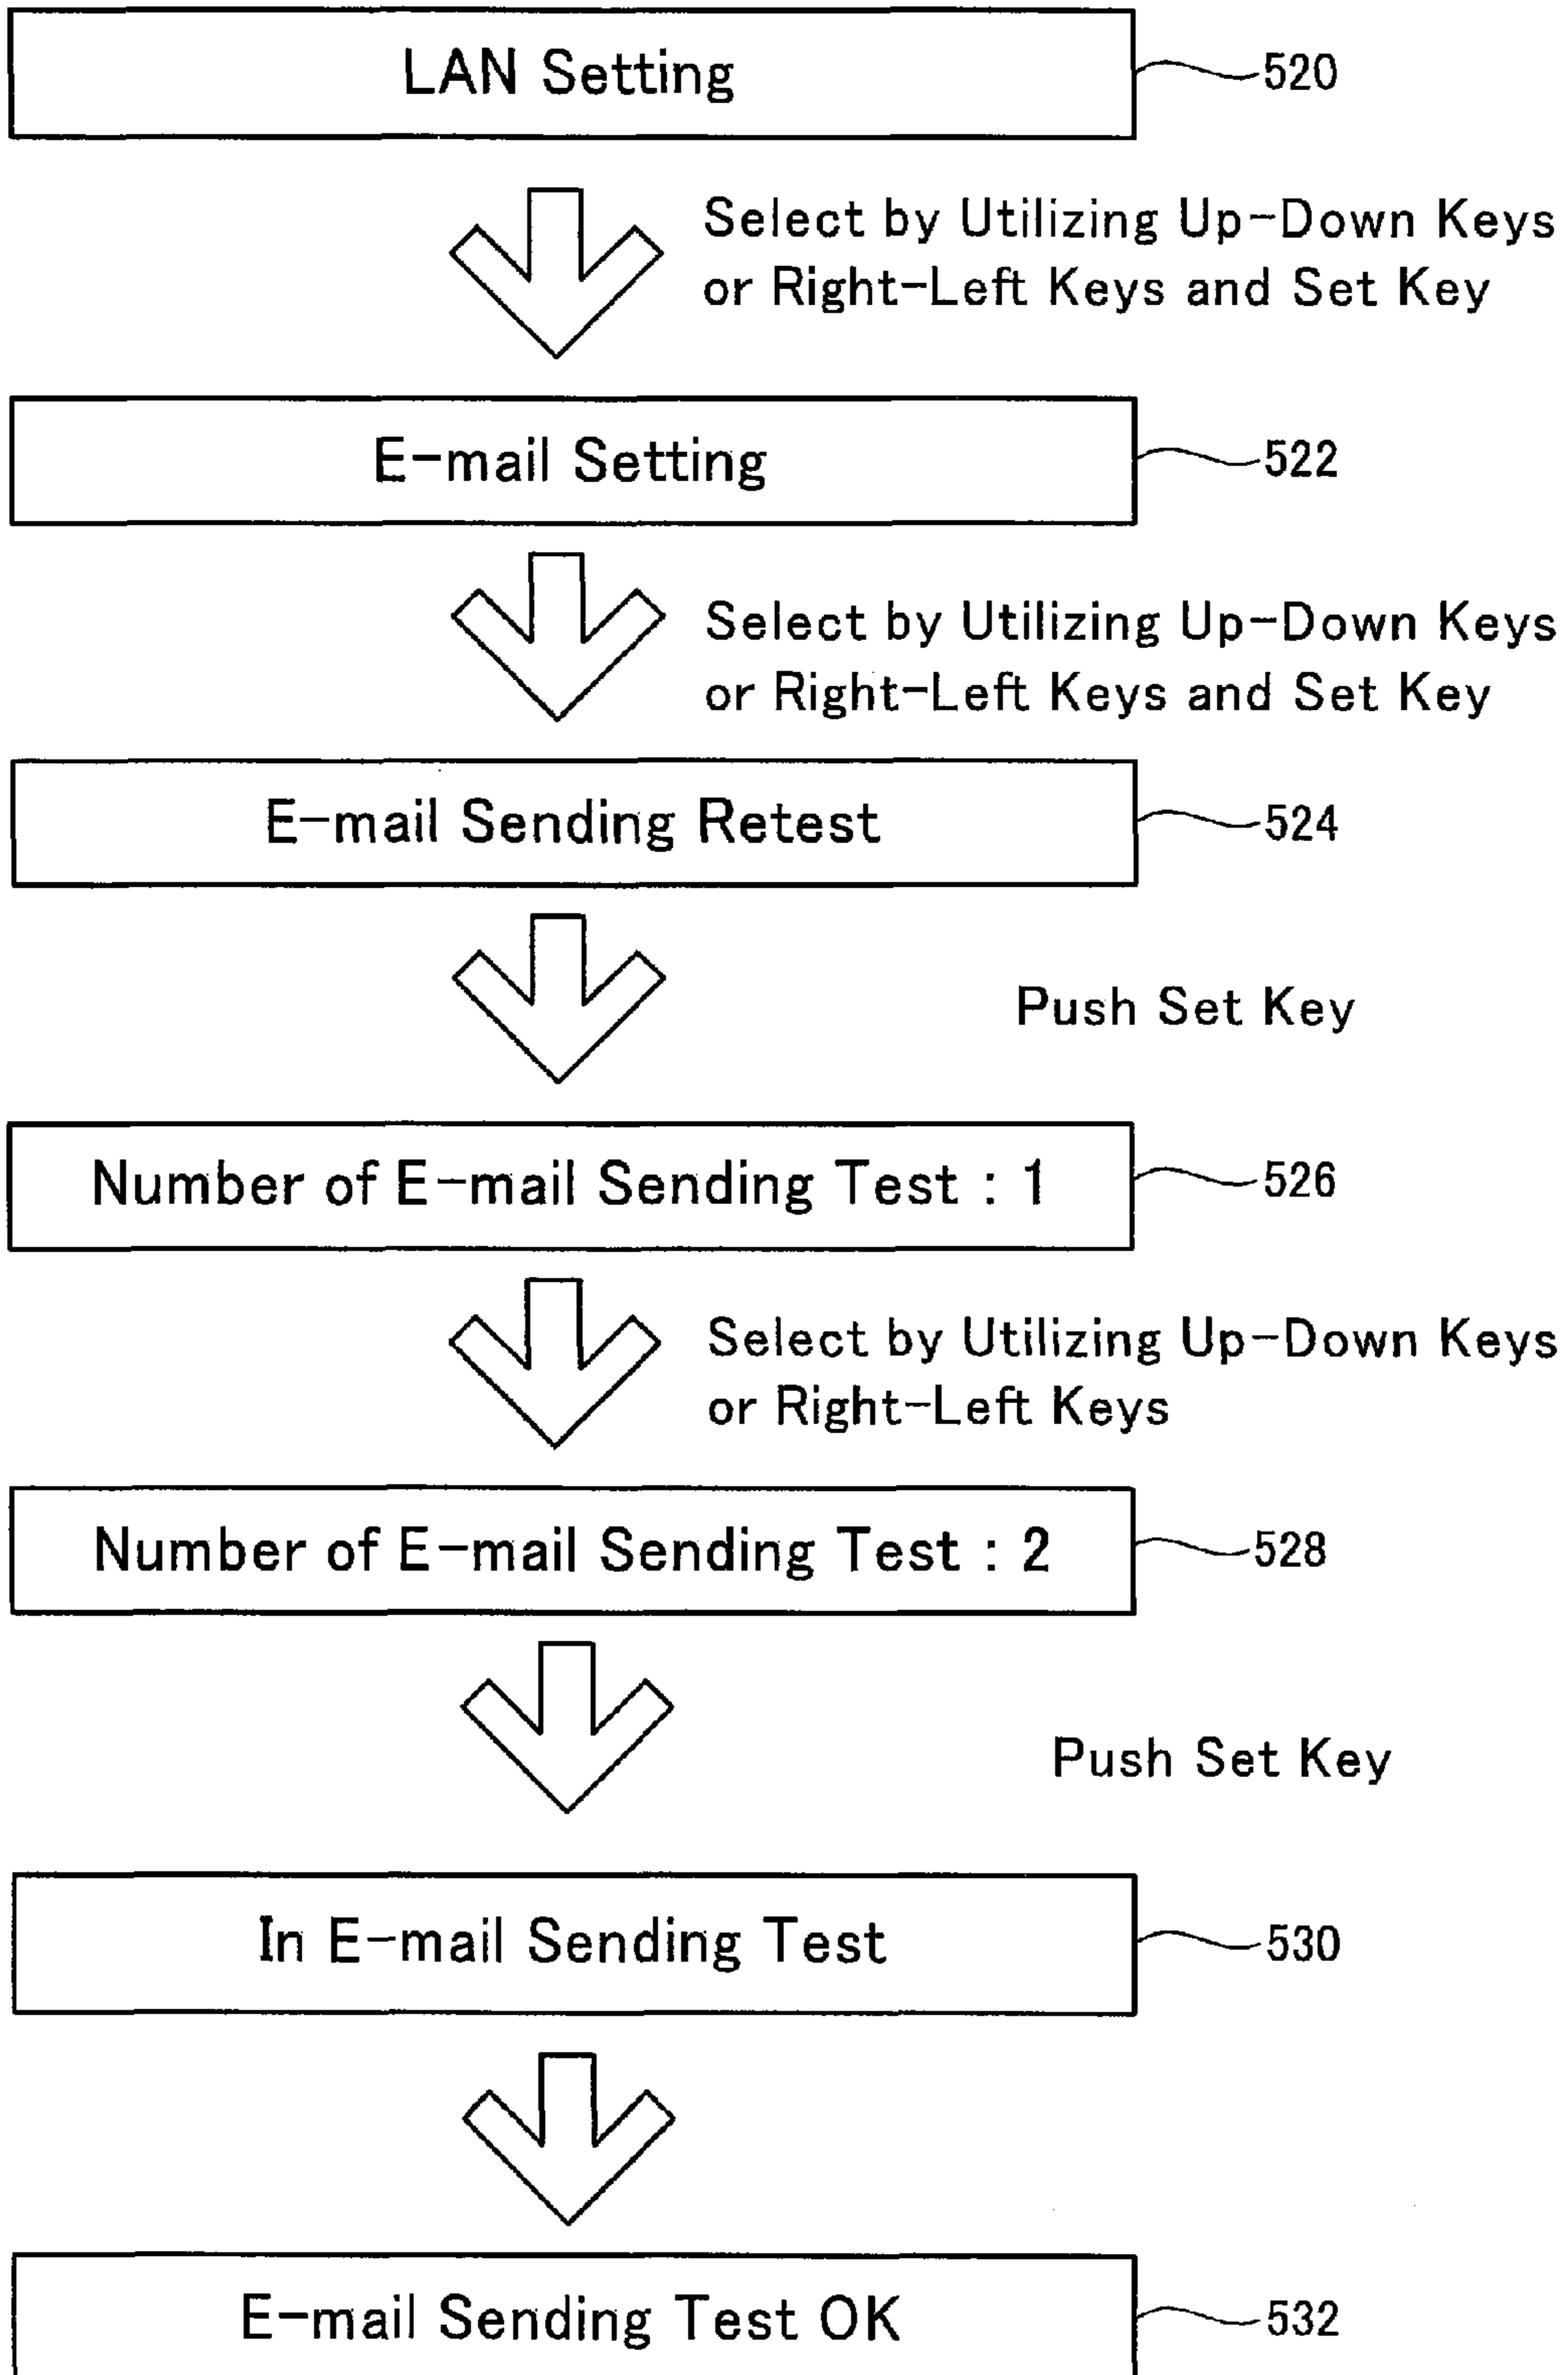 LAN Setting
520
Select by Utilizing Up-Down Keys
or Right-Left Keys and Set Key
E-mail Setting
522
Select by Utilizing Up-Down Keys
or Right-Left Keys and Set Key
E-mail Sending Retest
524
Push Set Key
Number of E-mail Sending Test : 1
526
Select by Utilizing Up-Down Keys
or Right-Left Keys
Number of E-mail Sending Test : 2
528
Push Set Key
In E-mail Sending Test
530
E-mail Sending Test OK
532